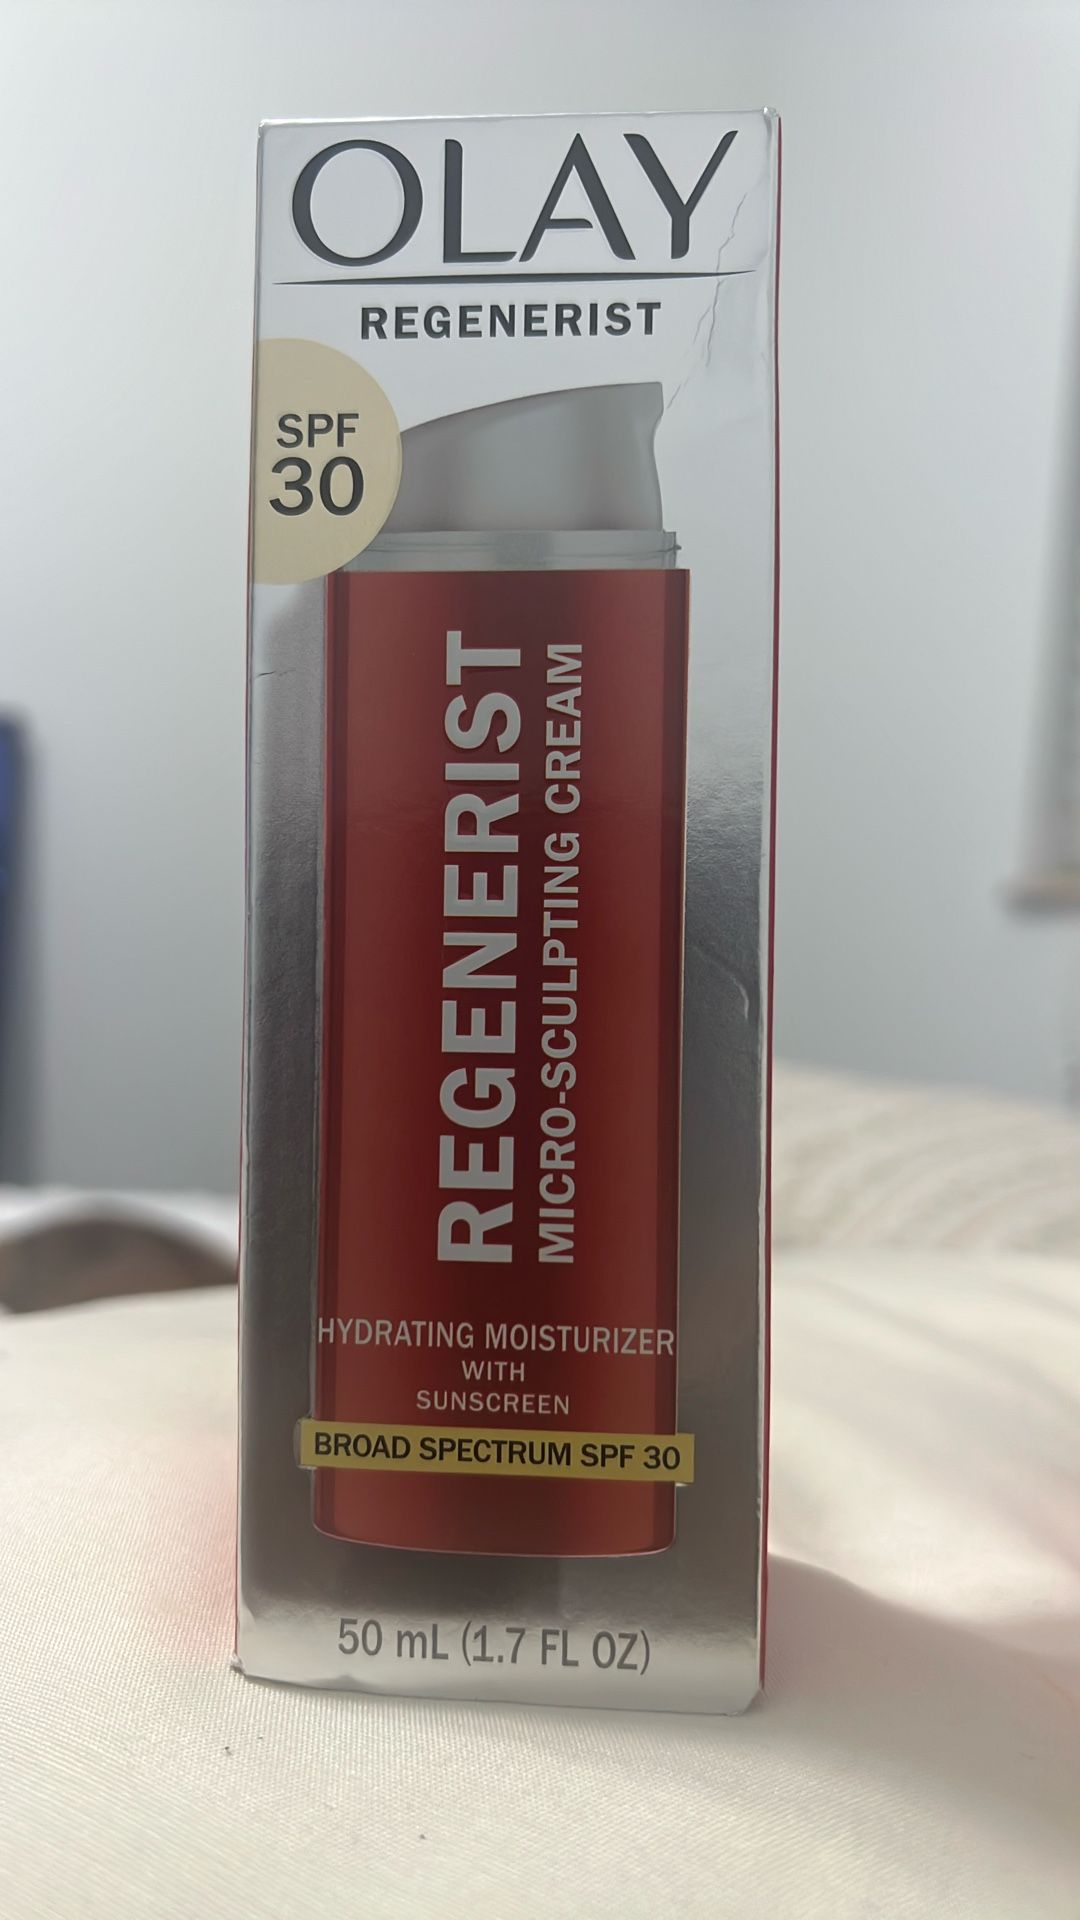 OLAY
REGENERIST
SPF
30
REGENERIST
MICRO-SCULPTING CREAM
HYDRATING MOISTURIZER
WITH
SUNSCREEN
BROAD SPECTRUM SPF 30
50 mL (1.7 FL OZ)